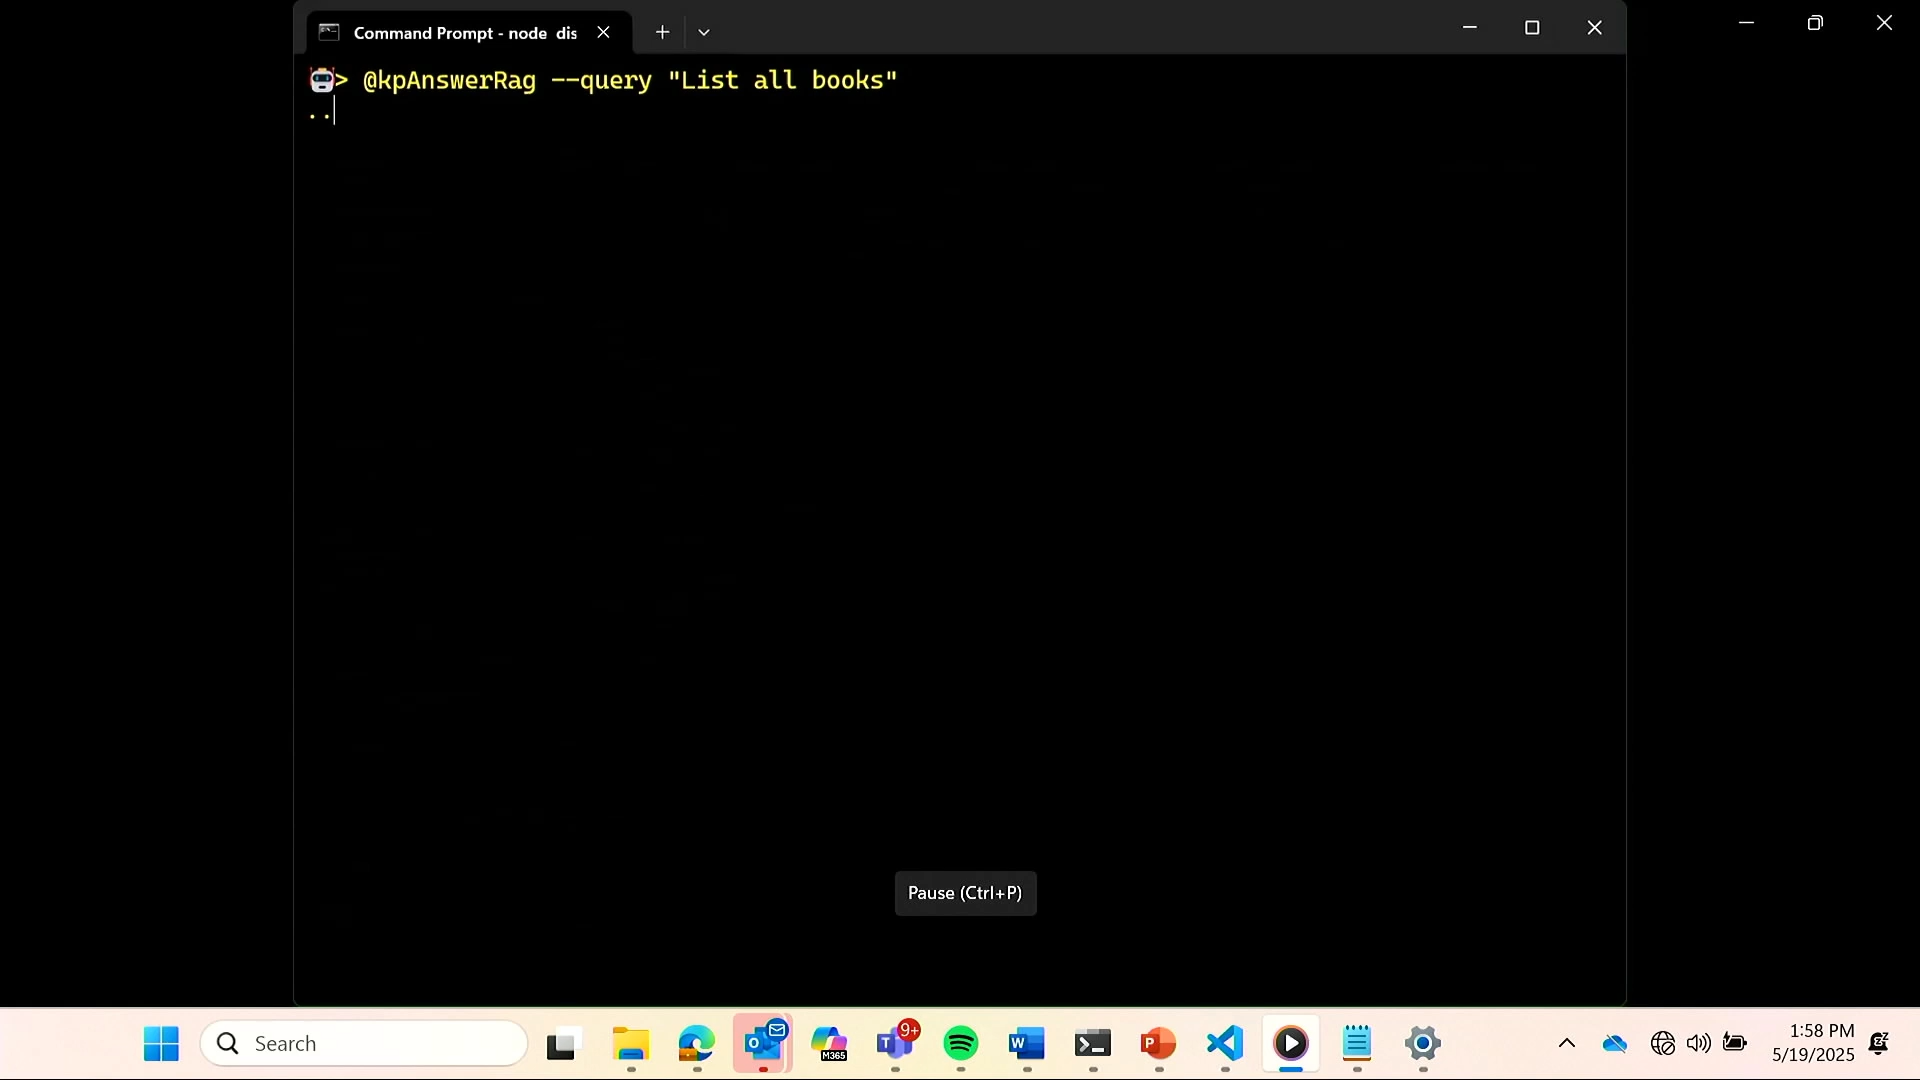 Command Prompt - node dis
> @kpAnswerRag --query "List all books"
..
Pause (Ctrl+P)
Search
M365
9+
1:58 PM
5/19/2025